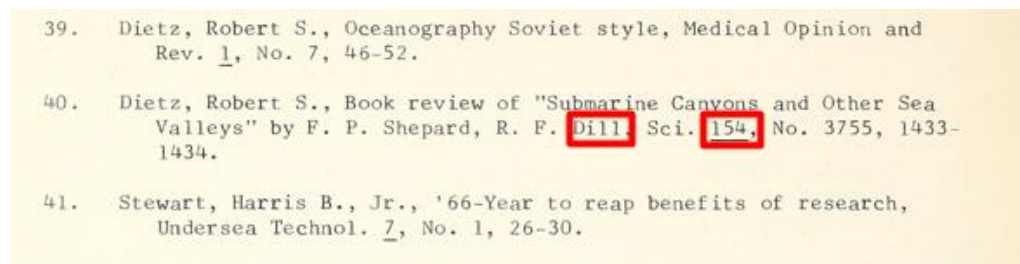 39. Dietz, Robert S., Oceanography Soviet style, Medical Opinion and
Rev. 1, No. 7, 46-52.
40. Dietz, Robert S., Book review of "Submarine Canyons and Other Sea
Valleys" by F. P. Shepard, R. F. Dill. Sci. 154, No. 3755, 1433-
1434.
41. Stewart, Harris B., Jr., '66-Year to reap benefits of research,
Undersea Technol. 7, No. 1, 26-30.